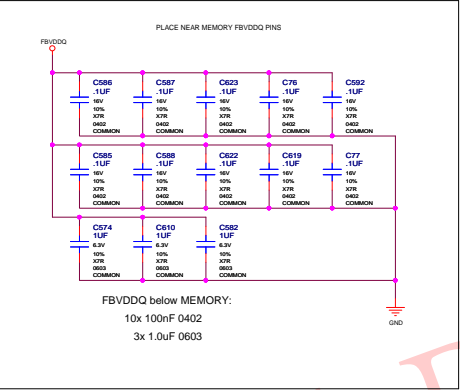 PLACE NEAR MEMORY FBVDDQ PINS
FBVDDQ
C586 C587 C623 C76 C592
.1UF .1UF .1UF .1UF .1UF
16V 16V 16V 16V 16V
10% 10% 10% 10% 10%
X7R X7R X7R X7R X7R
0402 0402 0402 0402 0402
COMMON COMMON COMMON COMMON COMMON
C585 C588 C622 C619 C77
.1UF .1UF .1UF .1UF .1UF
16V 16V 16V 16V 16V
10% 10% 10% 10% 10%
X7R X7R X7R X7R X7R
0402 0402 0402 0402 0402
COMMON COMMON COMMON COMMON COMMON
C574 C610 C582
1UF 1UF 1UF
6.3V 6.3V 6.3V
10% 10% 10%
X7R X7R X7R
0603 0603 0603
COMMON COMMON COMMON
FBVDDQ below MEMORY:
10x 100nF 0402
3x 1.0uF 0603
GND